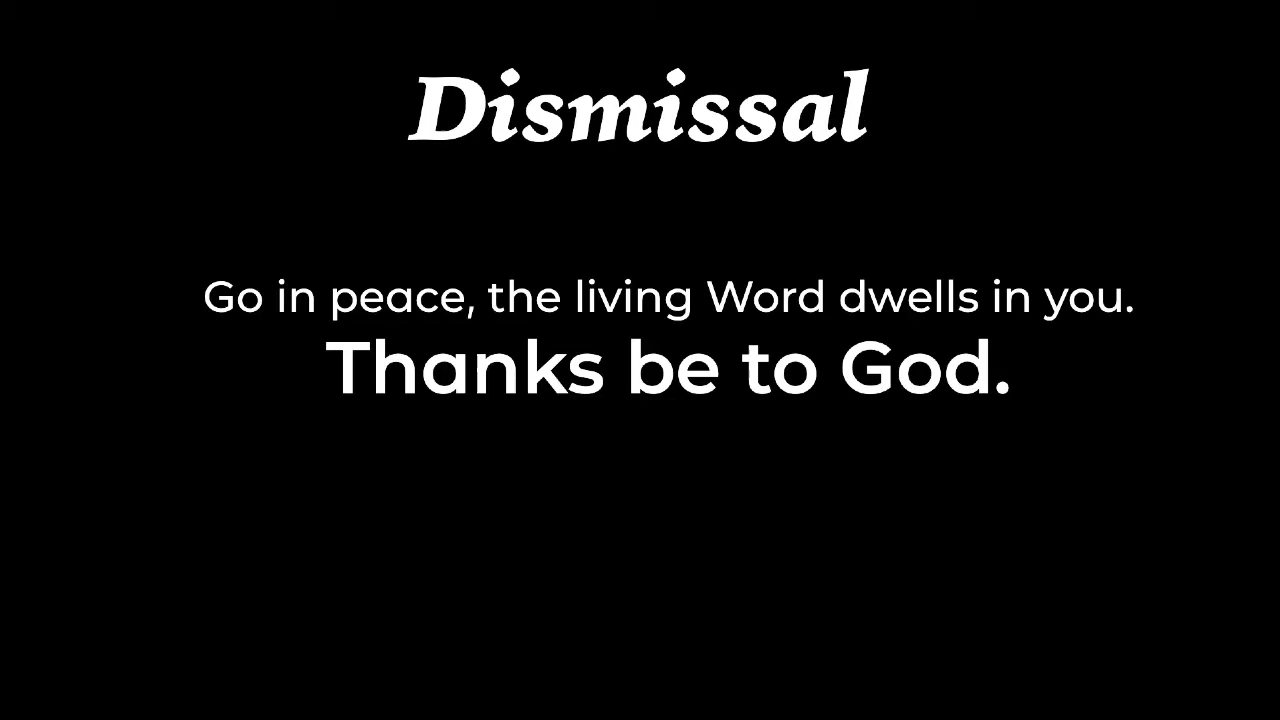 Dismissal
Go in peace, the living Word dwells in you.
Thanks be to God.